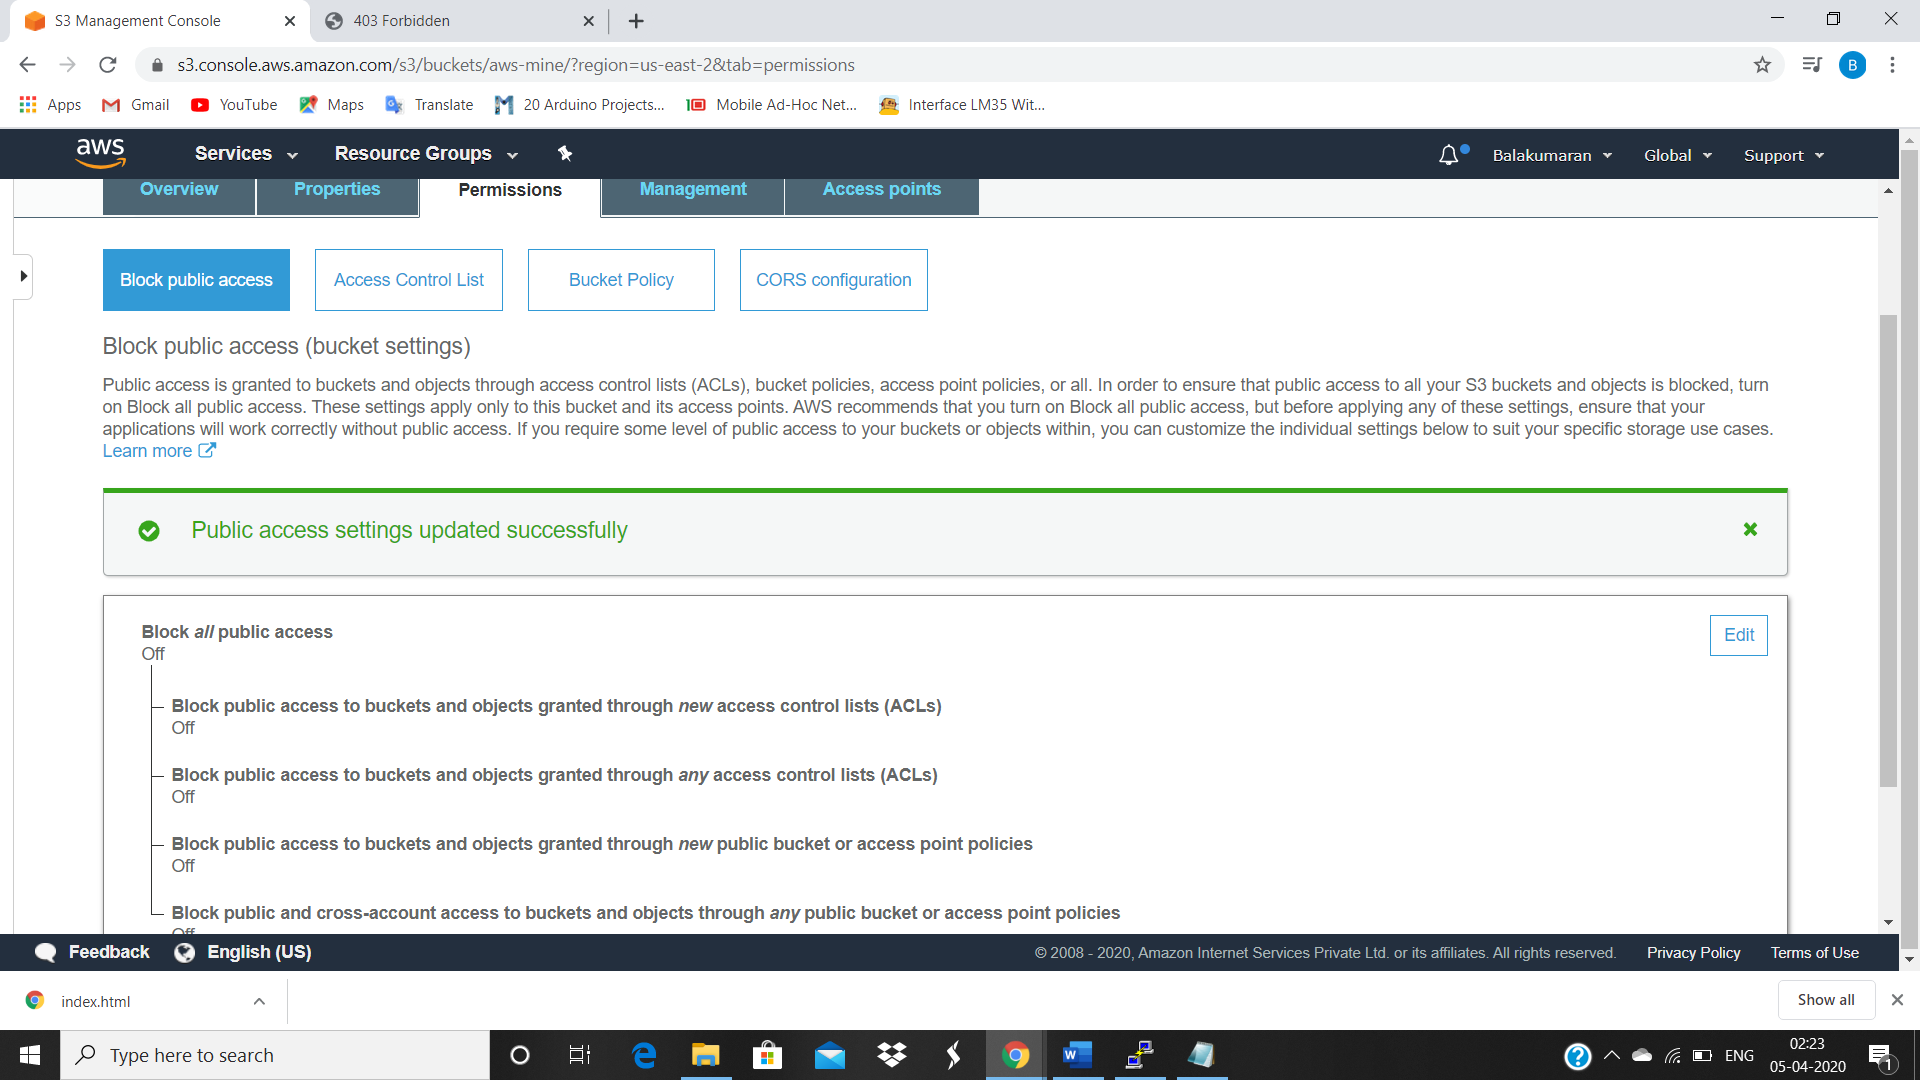 S3 Management Console
403 Forbidden
s3.console.aws.amazon.com/s3/buckets/aws-mine/?region=us-east-2&tab=permissions
B
Apps
Gmail
YouTube
Maps
Translate
20 Arduino Projects...
Mobile Ad-Hoc Net...
Interface LM35 Wit...
aws
Services
Resource Groups
Balakumaran
Global
Support
Overview
Properties
Permissions
Management
Access points
Block public access
Access Control List
Bucket Policy
CORS configuration
Block public access (bucket settings)
Public access is granted to buckets and objects through access control lists (ACLs), bucket policies, access point policies, or all. In order to ensure that public access to all your S3 buckets and objects is blocked, turn
on Block all public access. These settings apply only to this bucket and its access points. AWS recommends that you turn on Block all public access, but before applying any of these settings, ensure that your
applications will work correctly without public access. If you require some level of public access to your buckets or objects within, you can customize the individual settings below to suit your specific storage use cases.
Learn more
Public access settings updated successfully
Block all public access
Edit
Off
Block public access to buckets and objects granted through new access control lists (ACLs)
Off
Block public access to buckets and objects granted through any access control lists (ACLs)
Off
Block public access to buckets and objects granted through new public bucket or access point policies
Off
Block public and cross-account access to buckets and objects through any public bucket or access point policies
Off
Feedback
English (US)
© 2008 - 2020, Amazon Internet Services Private Ltd. or its affiliates. All rights reserved.
Privacy Policy
Terms of Use
index.html
Show all
Type here to search
ENG
02:23
05-04-2020
1